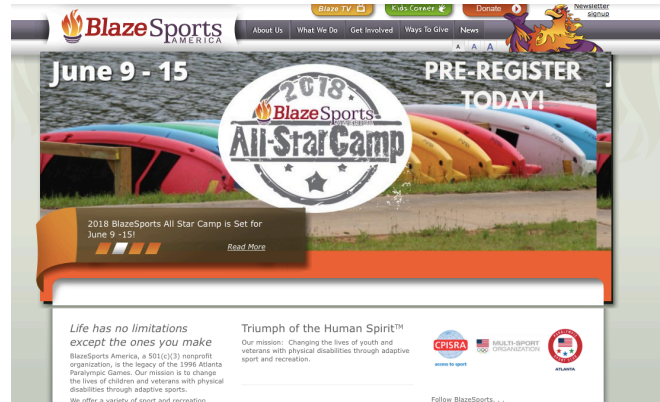 Blaze TV
Kids Corner
Donate
Newsletter
signup
BlazeSports
AMERICA
About Us
What We Do
Get Involved
Ways To Give
News
A A A
June 9 - 15
PRE-REGISTER
TODAY!
2018
BlazeSports
All-StarCamp
2018 BlazeSports All Star Camp is Set for
June 9 -15!
Read More
Life has no limitations
except the ones you make
BlazeSports America, a 501(c)(3) nonprofit
organization, is the legacy of the 1996 Atlanta
Paralympic Games. Our mission is to change
the lives of children and veterans with physical
disabilities through adaptive sports.
We offer a variety of sport and recreation
Triumph of the Human Spirit™
Our mission: Changing the lives of youth and
veterans with physical disabilities through adaptive
sport and recreation.
CPISRA
access to sport
MULTI-SPORT
ORGANIZATION
ATLANTA
Follow BlazeSports. . .